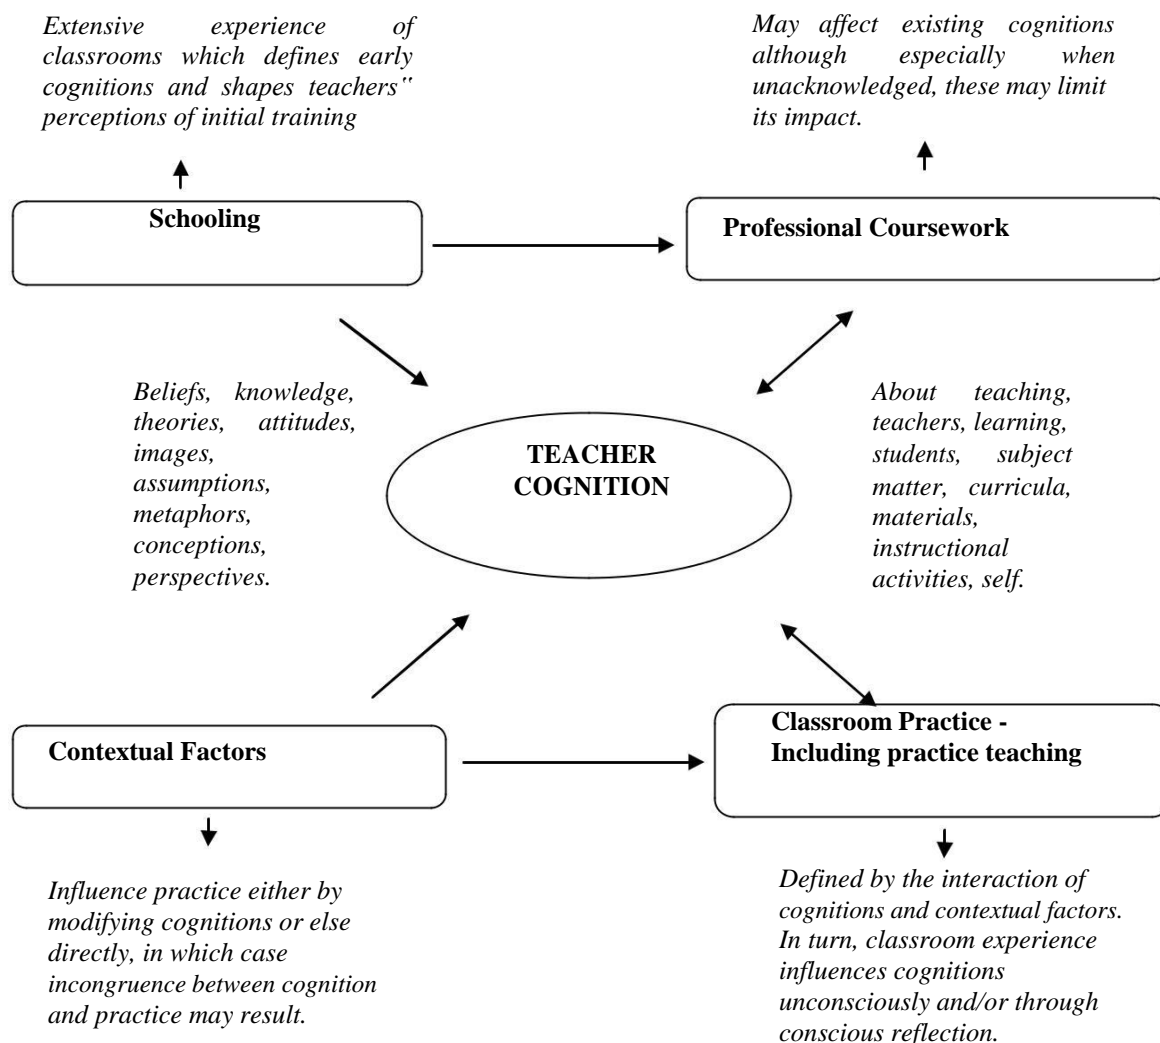 Extensive experience of
classrooms which defines early
cognitions and shapes teachers‟
perceptions of initial training
May affect existing cognitions
although especially when
unacknowledged, these may limit
its impact.
Schooling
Professional Coursework
Beliefs, knowledge,
theories, attitudes,
images,
assumptions,
metaphors,
conceptions,
perspectives.
TEACHER
COGNITION
About teaching,
teachers, learning,
students, subject
matter, curricula,
materials,
instructional
activities, self.
Contextual Factors
Classroom Practice -
Including practice teaching
Influence practice either by
modifying cognitions or else
directly, in which case
incongruence between cognition
and practice may result.
Defined by the interaction of
cognitions and contextual factors.
In turn, classroom experience
influences cognitions
unconsciously and/or through
conscious reflection.